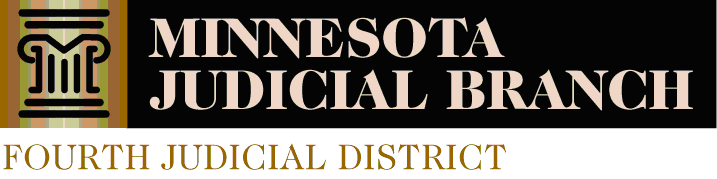 MINNESOTA
JUDICIAL BRANCH
FOURTH JUDICIAL DISTRICT